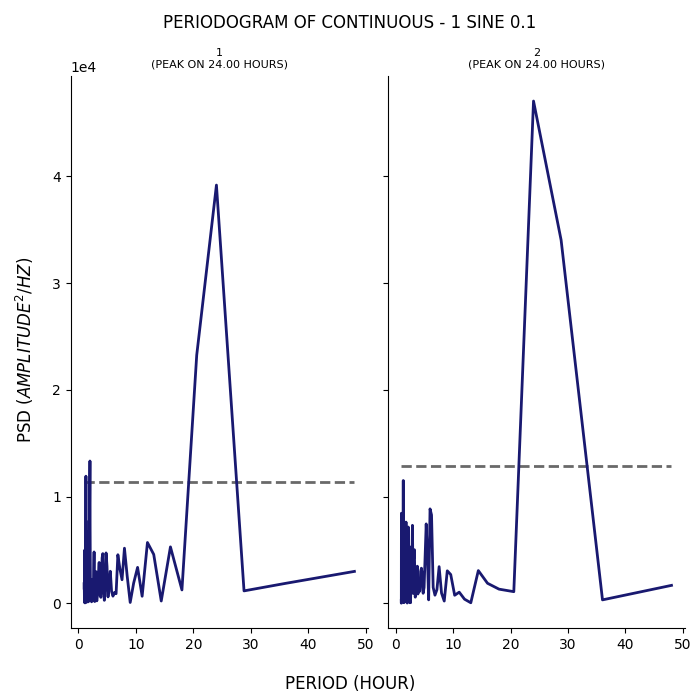 PERIODOGRAM OF CONTINUOUS - 1 SINE 0.1
1
(PEAK ON 24.00 HOURS)
2
(PEAK ON 24.00 HOURS)
1e4
4
3
2
1
0
PSD (AMPLITUDE²/HZ)
0 10 20 30 40 50
0 10 20 30 40 50
PERIOD (HOUR)